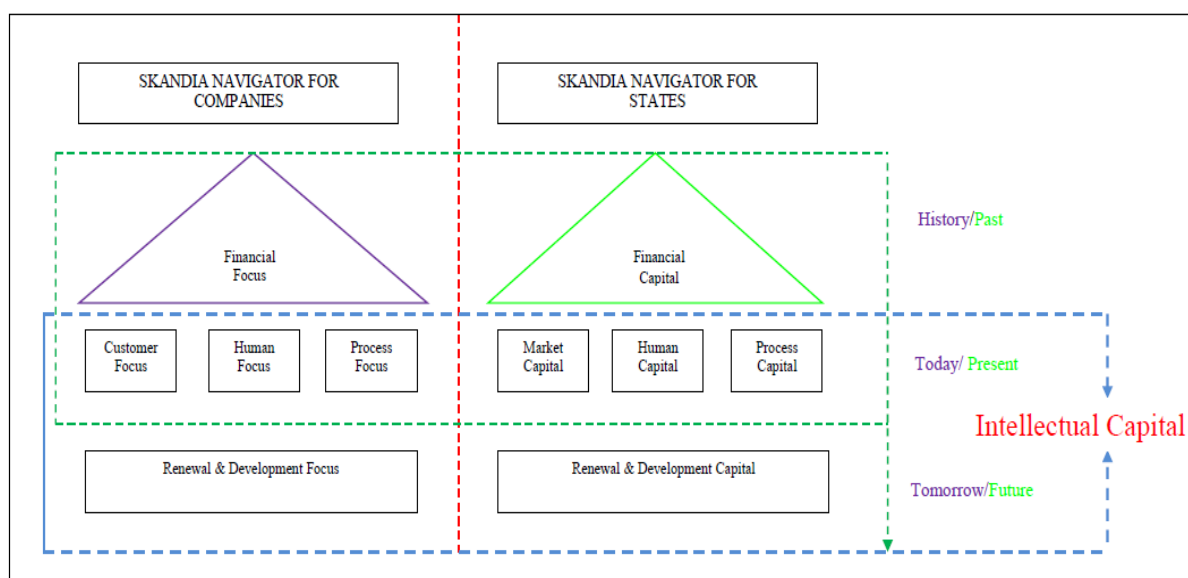 SKANDIA NAVIGATOR FOR
COMPANIES
SKANDIA NAVIGATOR FOR
STATES
Financial
Focus
Financial
Capital
History/Past
Customer
Focus
Human
Focus
Process
Focus
Market
Capital
Human
Capital
Process
Capital
Today/ Present
Intellectual Capital
Renewal & Development Focus
Renewal & Development Capital
Tomorrow/Future